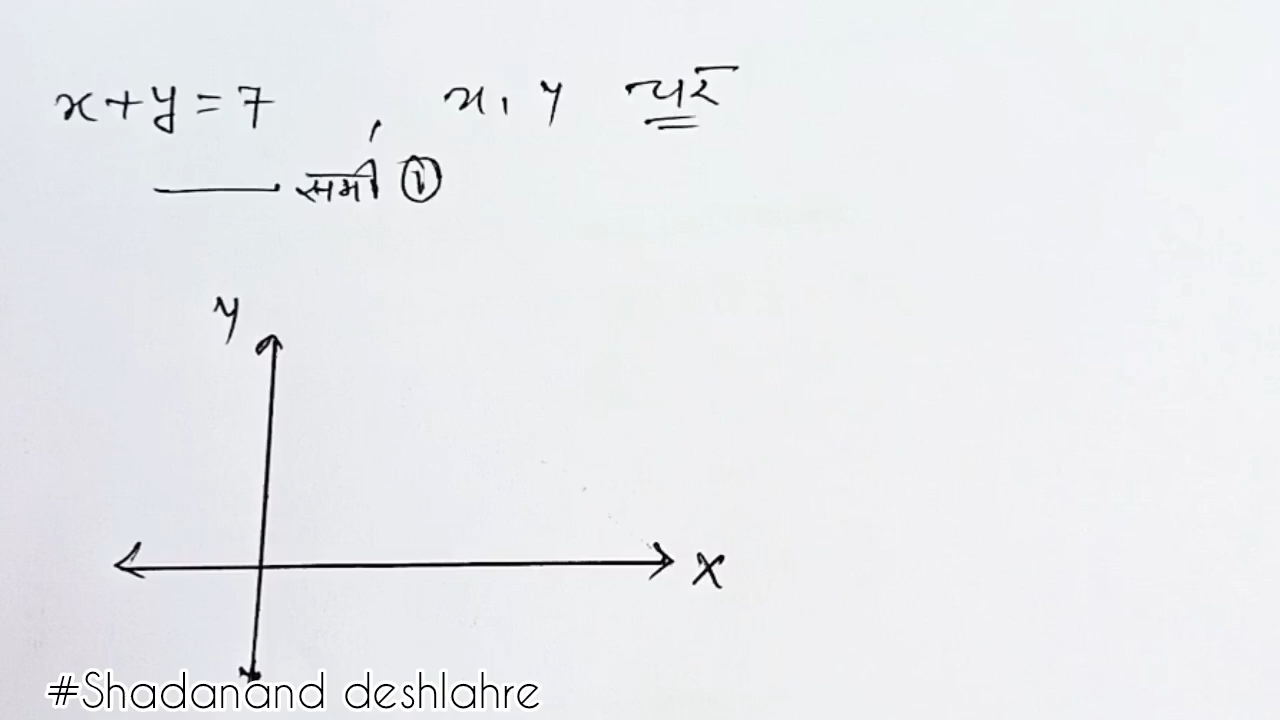 x+y=7 , x, y चर
समी ①
y
X
#Shadanand deshlahre